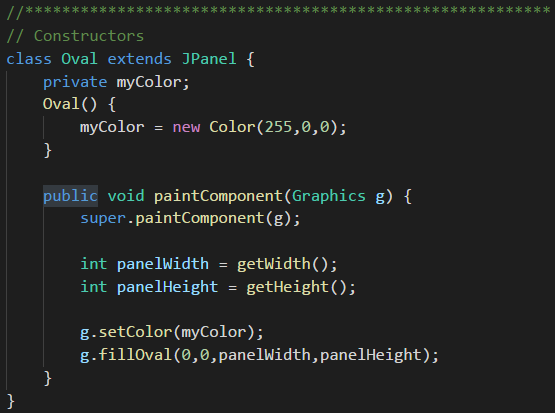 //*********************************************************
// Constructors
class Oval extends JPanel {
    private myColor;
    Oval() {
        myColor = new Color(255,0,0);
    }

    public void paintComponent(Graphics g) {
        super.paintComponent(g);

        int panelWidth = getWidth();
        int panelHeight = getHeight();

        g.setColor(myColor);
        g.fillOval(0,0,panelWidth,panelHeight);
    }
}